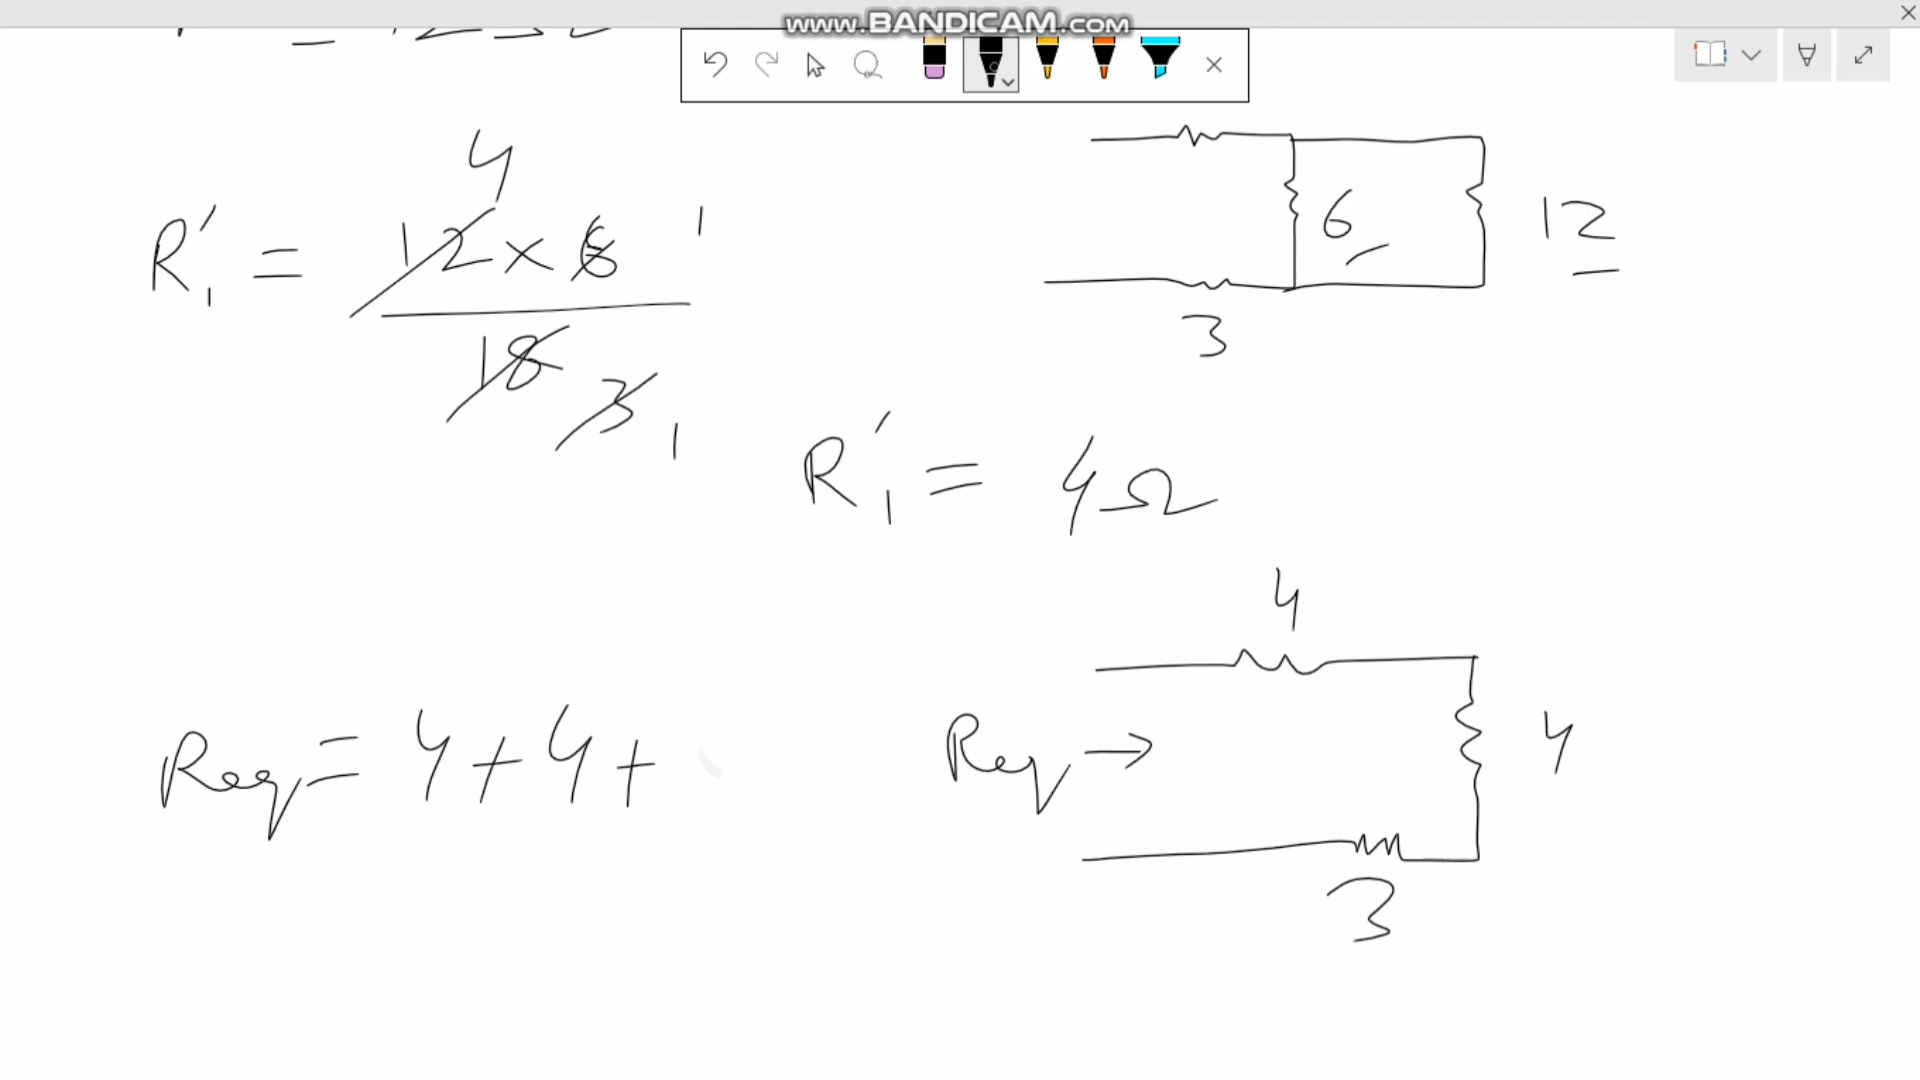 www.BANDICAM.com
4
R'₁ = 12 × 6 1
18 3 1
6
12
3
R'₁ = 4Ω
4
Req = 4 + 4 +
Req →
4
3